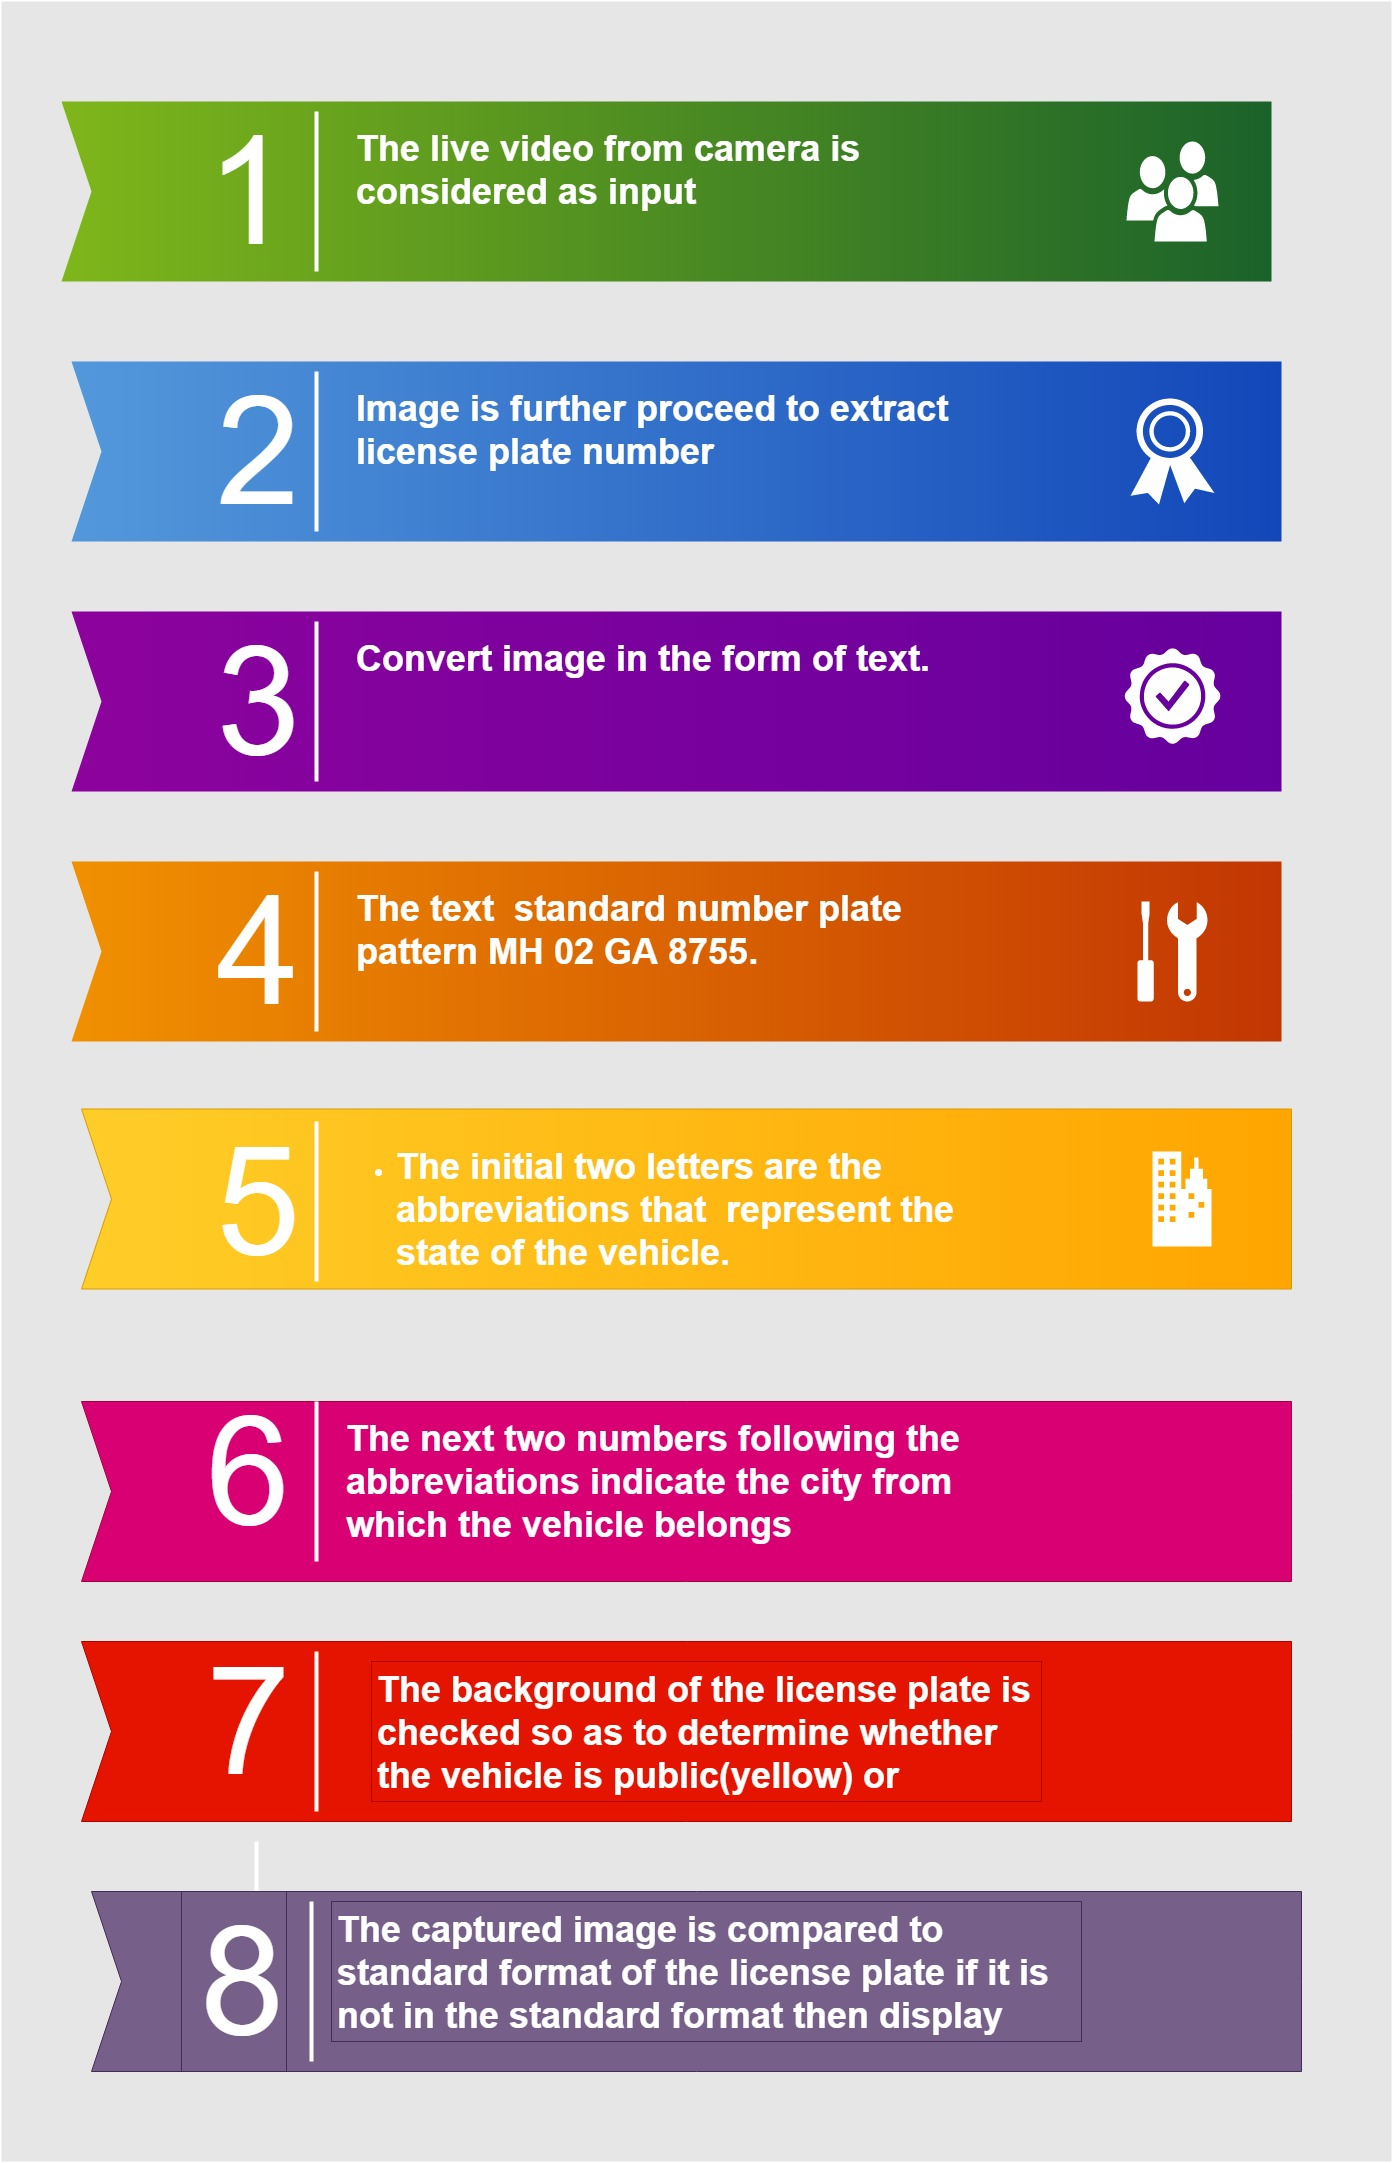 1
The live video from camera is
considered as input
2
Image is further proceed to extract
license plate number
3
Convert image in the form of text.
4
The text  standard number plate
pattern MH 02 GA 8755.
5
• The initial two letters are the
abbreviations that  represent the
state of the vehicle.
6
The next two numbers following the
abbreviations indicate the city from
which the vehicle belongs
7
The background of the license plate is
checked so as to determine whether
the vehicle is public(yellow) or
8
The captured image is compared to
standard format of the license plate if it is
not in the standard format then display